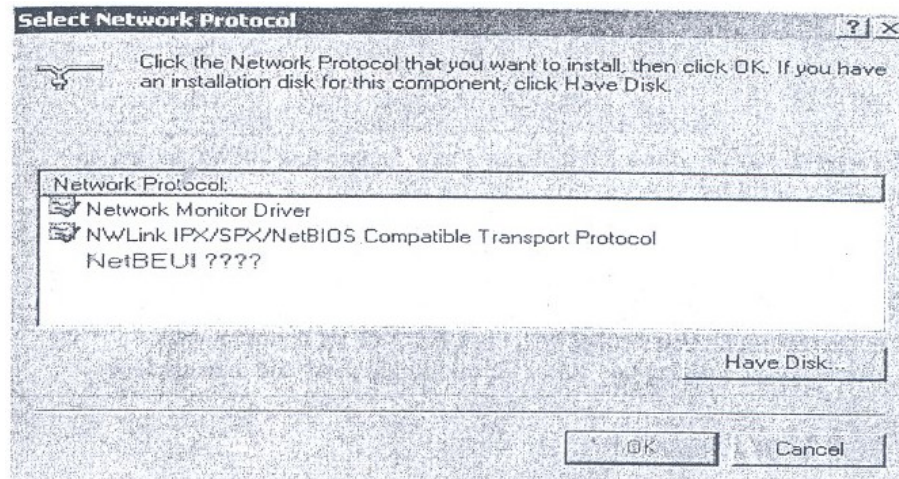 Select Network Protocol
Click the Network Protocol that you want to install, then click OK. If you have
an installation disk for this component, click Have Disk.
Network Protocol:
Network Monitor Driver
NWLink IPX/SPX/NetBIOS Compatible Transport Protocol
NetBEUI ????
Have Disk...
OK
Cancel